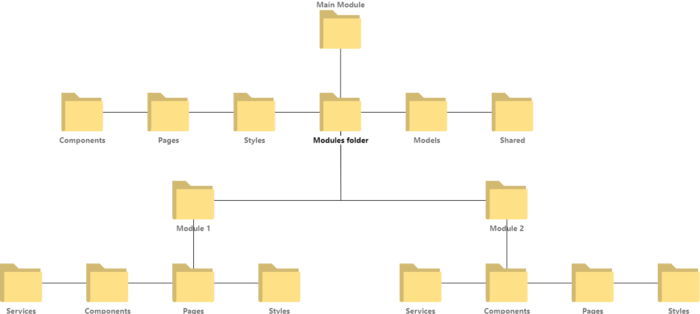 Main Module
Components Pages Styles Modules folder Models Shared
Module 1 Module 2
Services Components Pages Styles Services Components Pages Styles